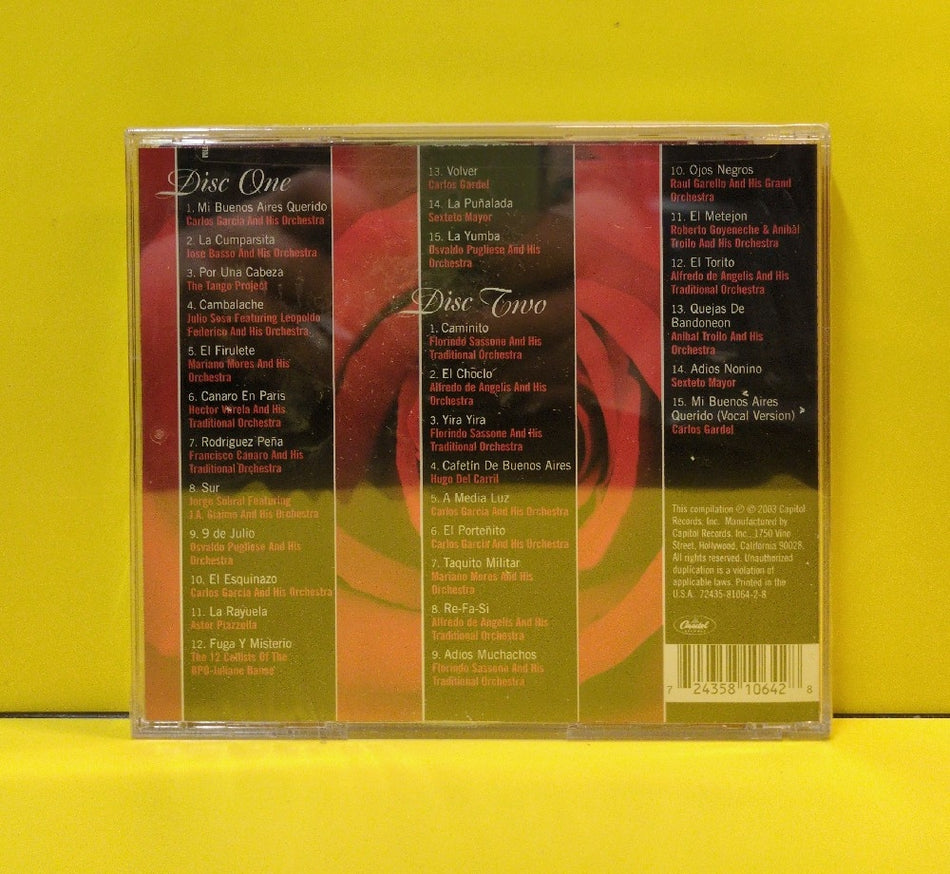 Disc One
1. Mi Buenos Aires Querido
Carlos Garcia And His Orchestra
2. La Cumparsita
Jose Basso And His Orchestra
3. Por Una Cabeza
The Tango Project
4. Cambalache
Julio Sosa Featuring Leopoldo
Federico And His Orchestra
5. El Firulete
Mariano Mores And His
Orchestra
6. Canaro En Paris
Hector Varela And His
Traditional Orchestra
7. Rodriguez Peña
Francisco Canaro And His
Traditional Orchestra
8. Sur
Jorge Sobral Featuring
And His Orchestra
9. 9 de Julio
Osvaldo Pugliese And His
Orchestra
10. El Esquinazo
Carlos Garcia And His Orchestra
11. La Rayuela
Astor Piazzolla
12. Fuga Y Misterio
The 12 Cellists Of The
BPO-Juliane Banse
13. Volver
Carlos Gardel
14. La Puñalada
Sexteto Mayor
15. La Yumba
Osvaldo Pugliese And His
Orchestra
Disc Two
1. Caminito
Florindo Sassone And His
Traditional Orchestra
2. El Choclo
Alfredo de Angelis And His
Orchestra
3. Yira Yira
Florindo Sassone And His
Traditional Orchestra
4. Cafetín De Buenos Aires
Hugo Del Carril
5. A Media Luz
Carlos Garcia And His Orchestra
6. El Porteñito
Carlos Garcia And His Orchestra
7. Taquito Militar
Mariano Mores And His
Orchestra
8. Re-Fa-Si
Alfredo de Angelis And His
Traditional Orchestra
9. Adios Muchachos
Florindo Sassone And His
Traditional Orchestra
10. Ojos Negros
Raul Garello And His Grand
Orchestra
11. El Metejon
Roberto Goyeneche & Anibal
Troilo And His Orchestra
12. El Torito
Alfredo de Angelis And His
Traditional Orchestra
13. Quejas De
Bandoneon
Anibal Troilo And His
Orchestra
14. Adios Nonino
Sexteto Mayor
15. Mi Buenos Aires
Querido (Vocal Version)
Carlos Gardel
This compilation ℗ © 2003 Capitol
Records, Inc. Manufactured by
Capitol Records, Inc., 1750 Vine
Street, Hollywood, California 90028.
All rights reserved. Unauthorized
duplication is a violation of
applicable laws. Printed in the
U.S.A. 72435-81064-2-8
Capitol
7 24358 10642 8